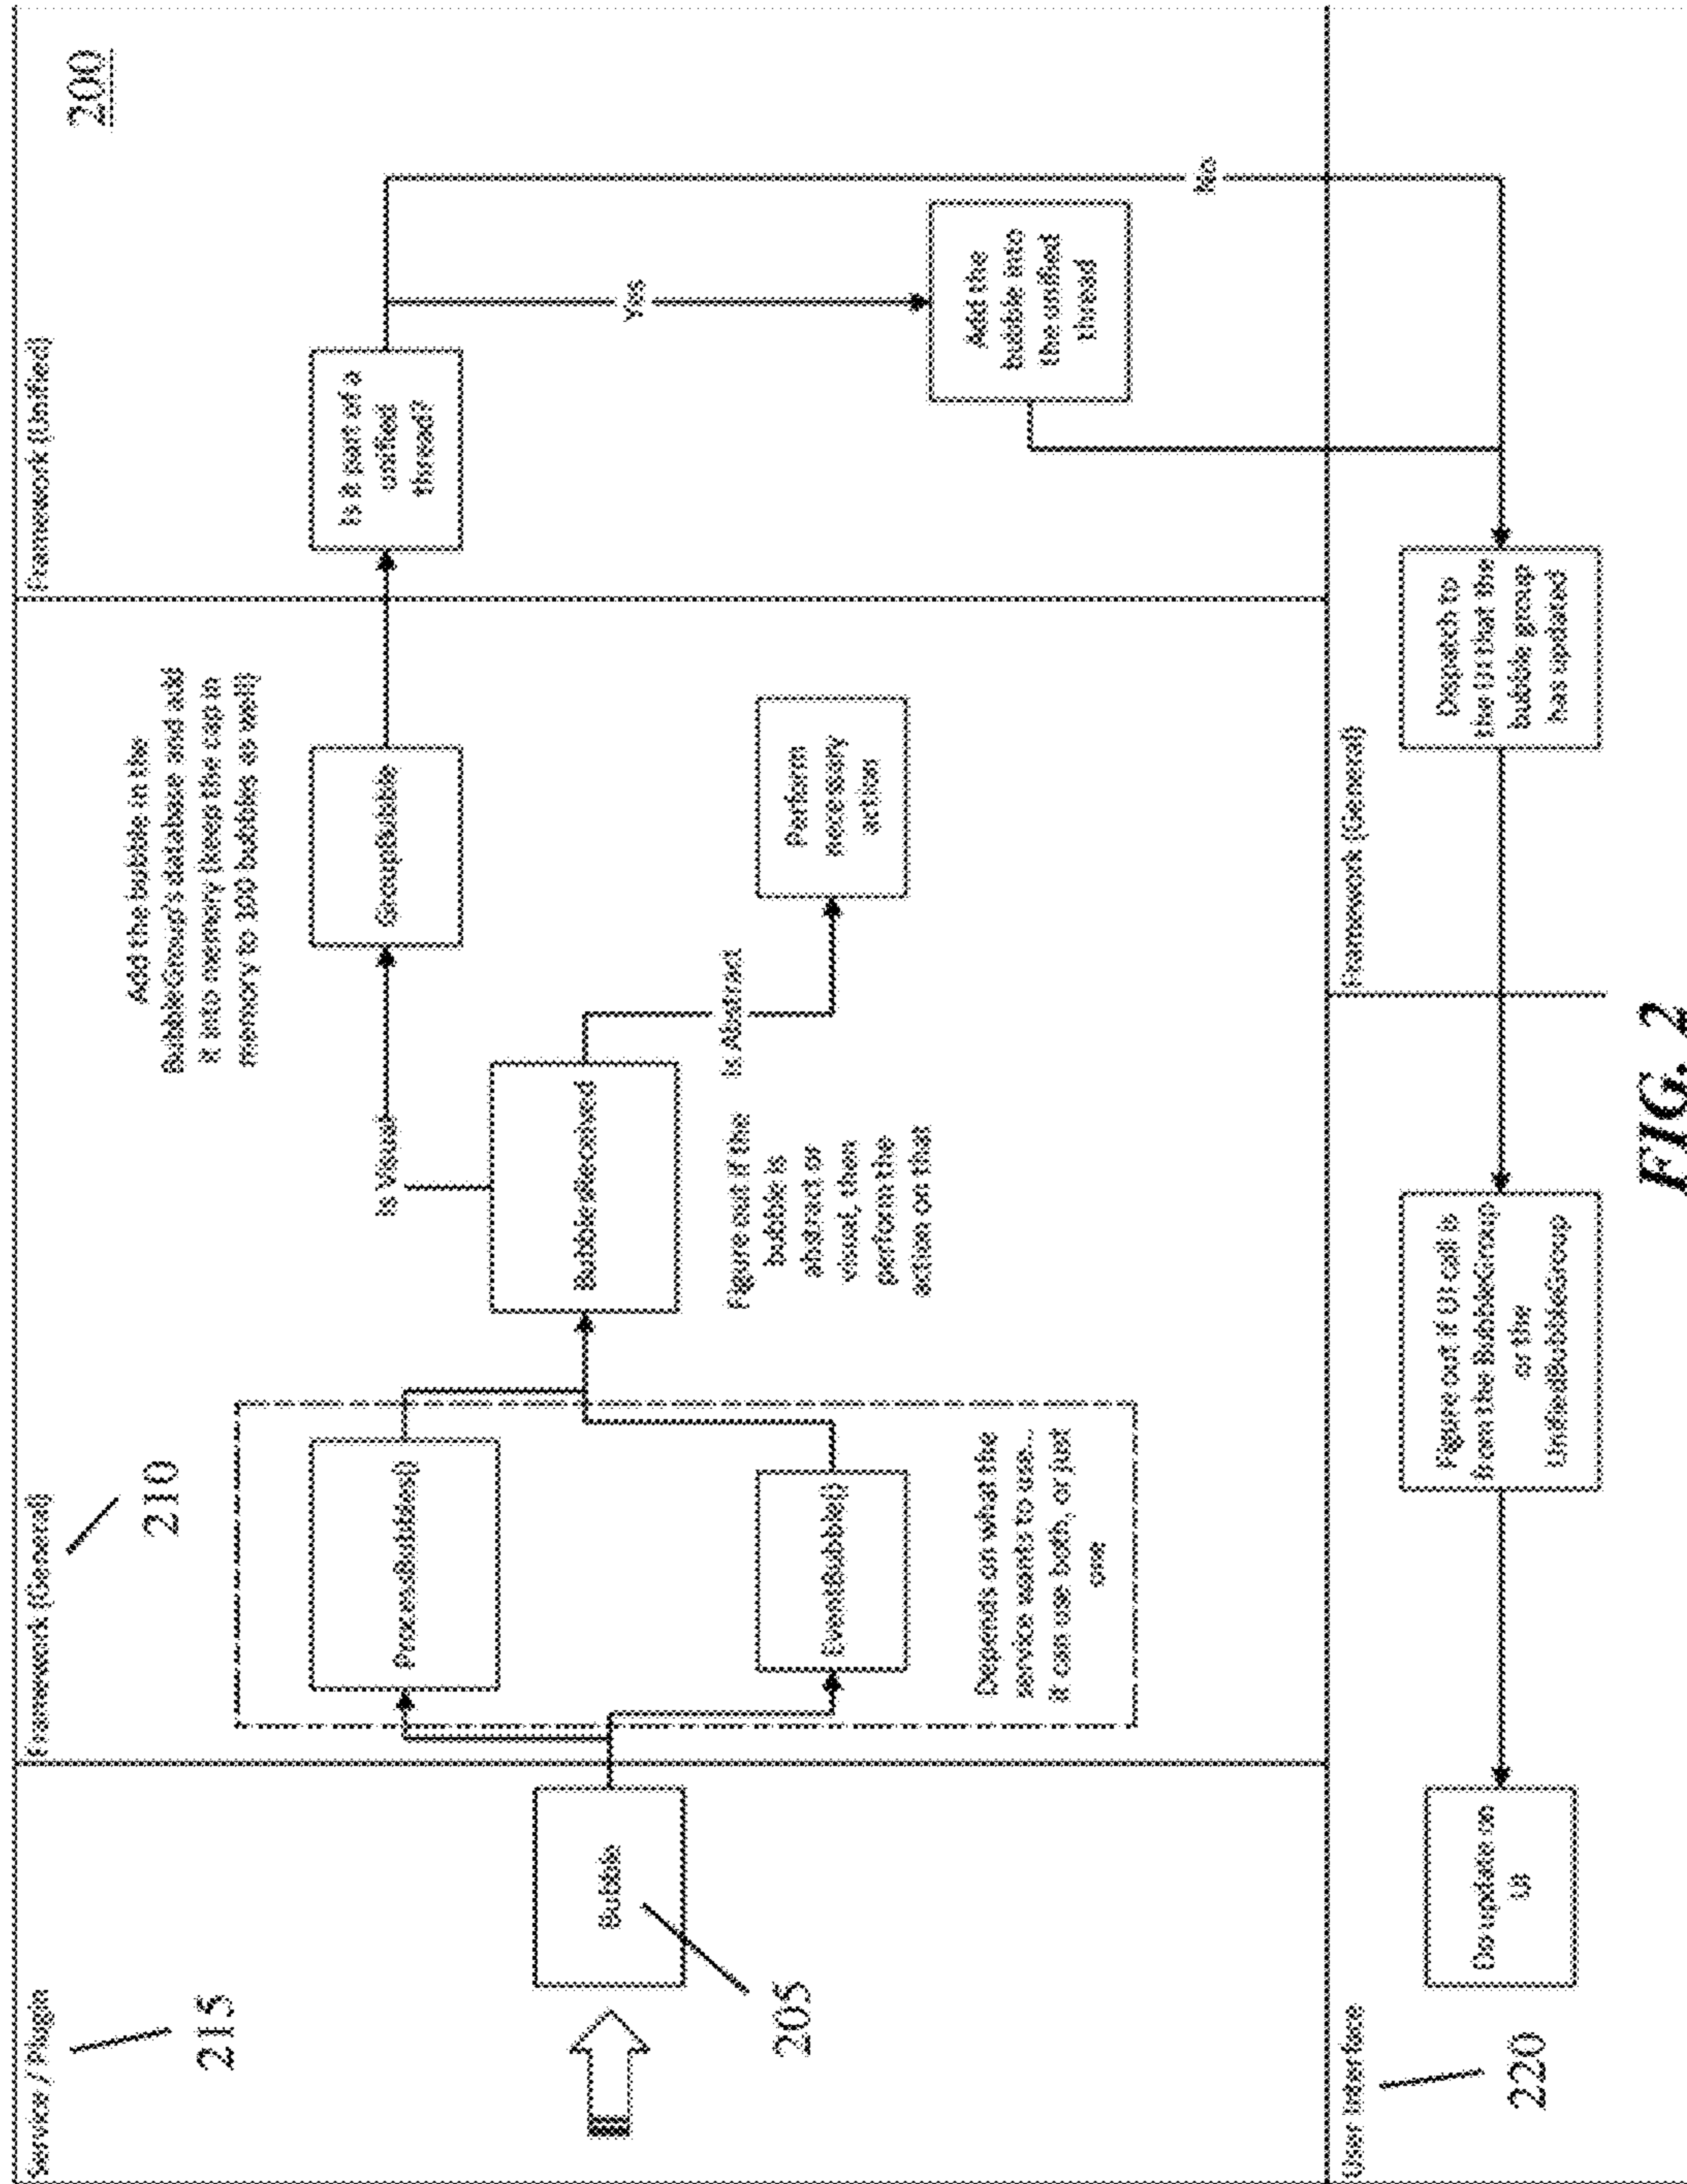 200
Service / Plugin
215
Bubble
205
Framework (General)
210
ProcessBubble()
EventBubble()
Depends on what the
service wants to use..
it can use both, or just
one
BubblesReceived
Figure out if the
bubble is
abstract or
visual, then
perform the
action on that
Is Visual
Is Abstract
Add the bubble in the
BubbleGroup's database and add
it into memory (keep the cap in
memory to 100 bubbles as well)
GroupBubble
Perform
necessary
action
Framework (Unified)
Is it part of a
unified
thread?
yes
No
Add the
bubble into
the unified
thread
User Interface
220
Do update on
UI
Figure out if UI call is
from the BubbleGroup
or the
UnifiedBubbleGroup
Framework (General)
Dispatch to
the UI that the
bubble group
has updated
FIG. 2